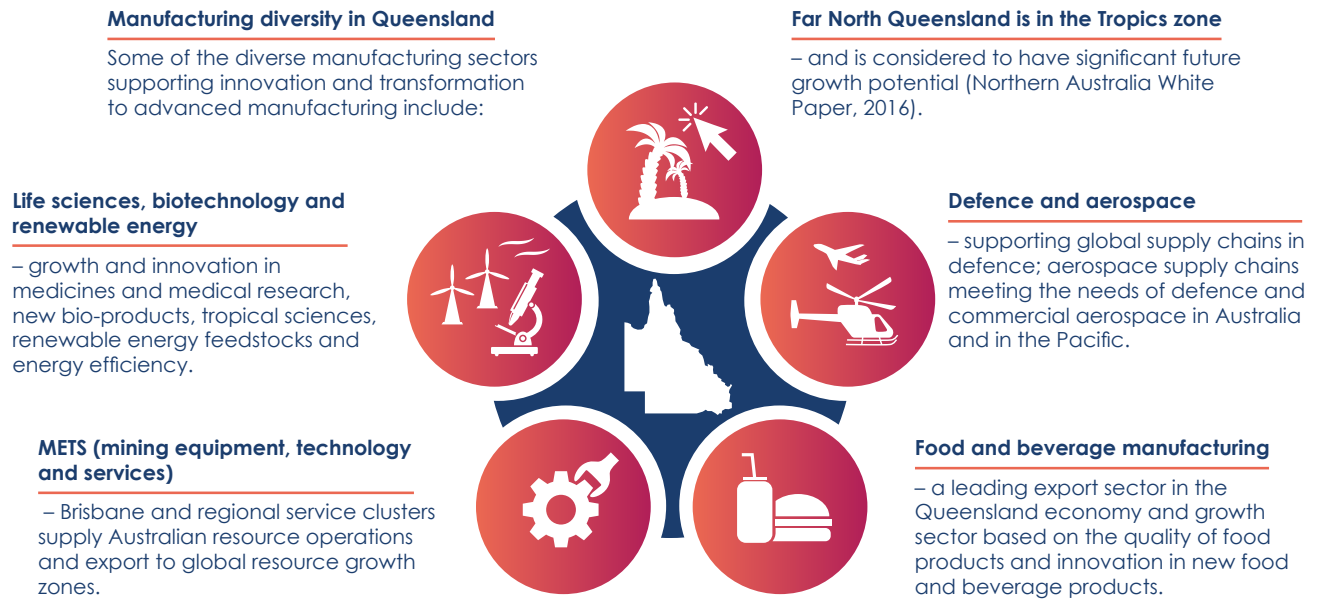 Manufacturing diversity in Queensland
Some of the diverse manufacturing sectors
supporting innovation and transformation
to advanced manufacturing include:
Far North Queensland is in the Tropics zone
– and is considered to have significant future
growth potential (Northern Australia White
Paper, 2016).
Life sciences, biotechnology and
renewable energy
– growth and innovation in
medicines and medical research,
new bio-products, tropical sciences,
renewable energy feedstocks and
energy efficiency.
Defence and aerospace
– supporting global supply chains in
defence; aerospace supply chains
meeting the needs of defence and
commercial aerospace in Australia
and in the Pacific.
METS (mining equipment, technology
and services)
– Brisbane and regional service clusters
supply Australian resource operations
and export to global resource growth
zones.
Food and beverage manufacturing
– a leading export sector in the
Queensland economy and growth
sector based on the quality of food
products and innovation in new food
and beverage products.